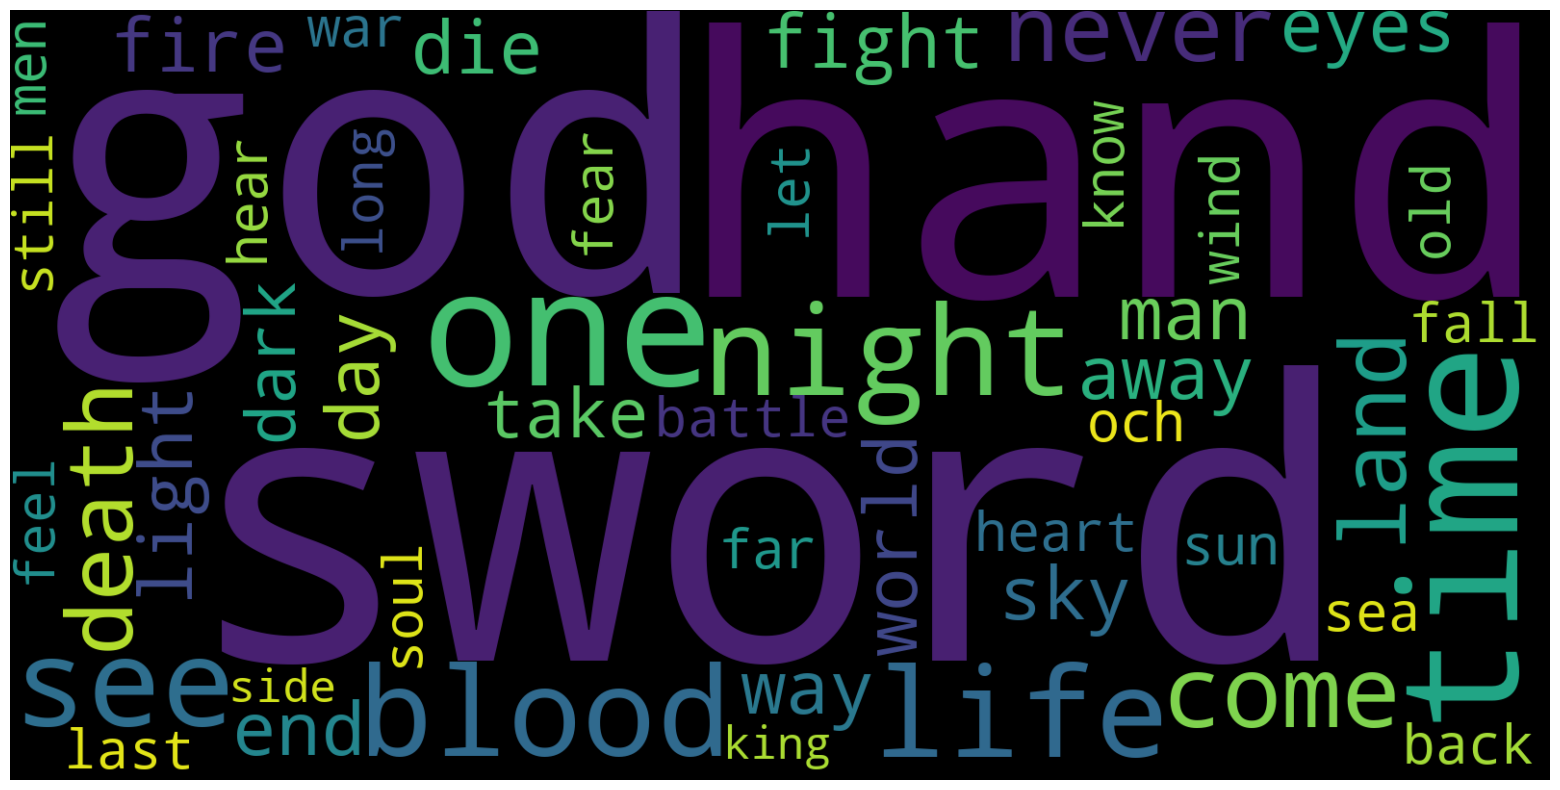 men
fire
war
die
fight
never
eyes
god
hand
still
hear
long
fear
let
know
wind
old
dark
day
one
night
man
away
fall
land
time
death
light
take
battle
och
feel
sword
soul
far
world
heart
sun
sky
sea
see
side
end
blood
way
life
come
last
king
back